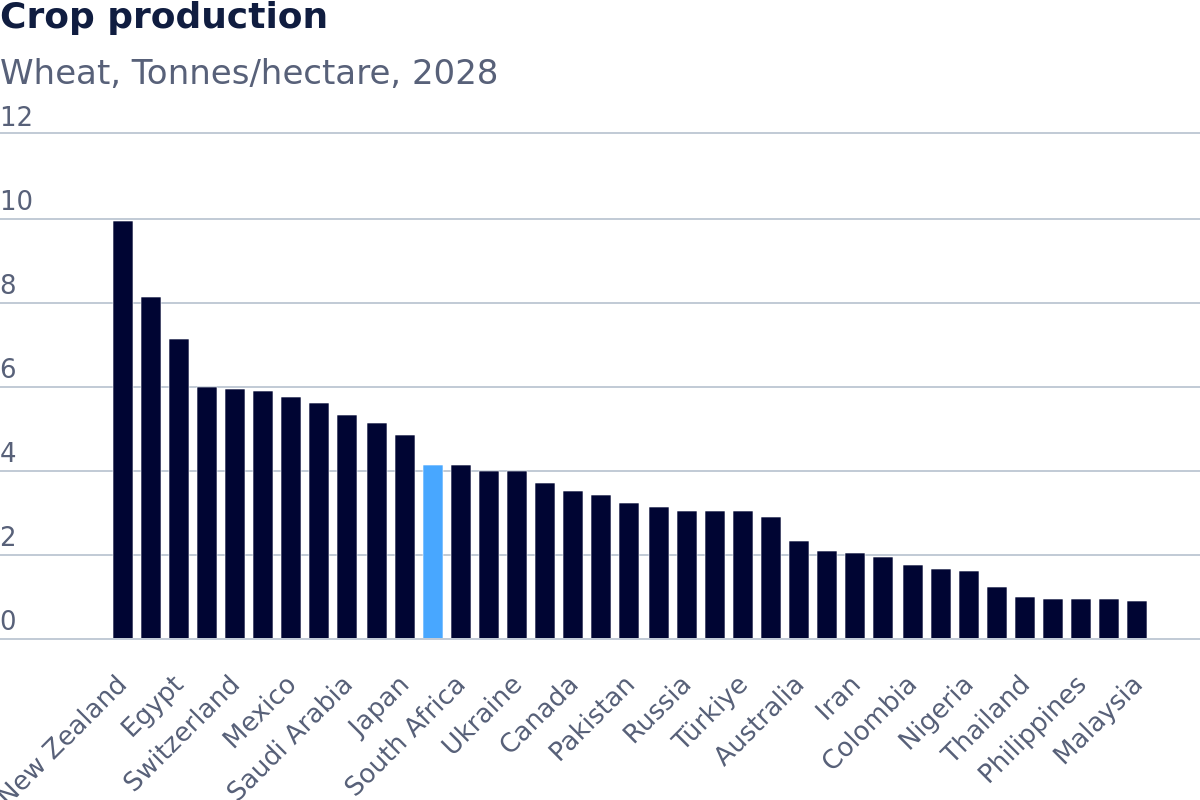 Crop production
Wheat, Tonnes/hectare, 2028
12
10
8
6
4
2
0
New Zealand
Egypt
Switzerland
Mexico
Saudi Arabia
Japan
South Africa
Ukraine
Canada
Pakistan
Russia
Türkiye
Australia
Iran
Colombia
Nigeria
Thailand
Philippines
Malaysia